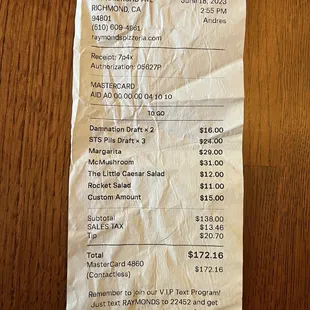 RICHMOND, CA
94801
(510) 609-4961
raymondspizzeria.com
June 18, 2023
2:55 PM
Andres
Receipt: 7p4x
Authorization: 05627P
MASTERCARD
AID A0 00 00 00 04 10 10
TO GO
Damnation Draft × 2 $16.00
STS Pils Draft × 3 $24.00
Margarita $29.00
McMushroom $31.00
The Little Caesar Salad $12.00
Rocket Salad $11.00
Custom Amount $15.00
Subtotal $138.00
SALES TAX $13.46
Tip $20.70
Total $172.16
MasterCard 4860 $172.16
(Contactless)
Remember to join our V.I.P Text Program!
Just text RAYMONDS to 22452 and get